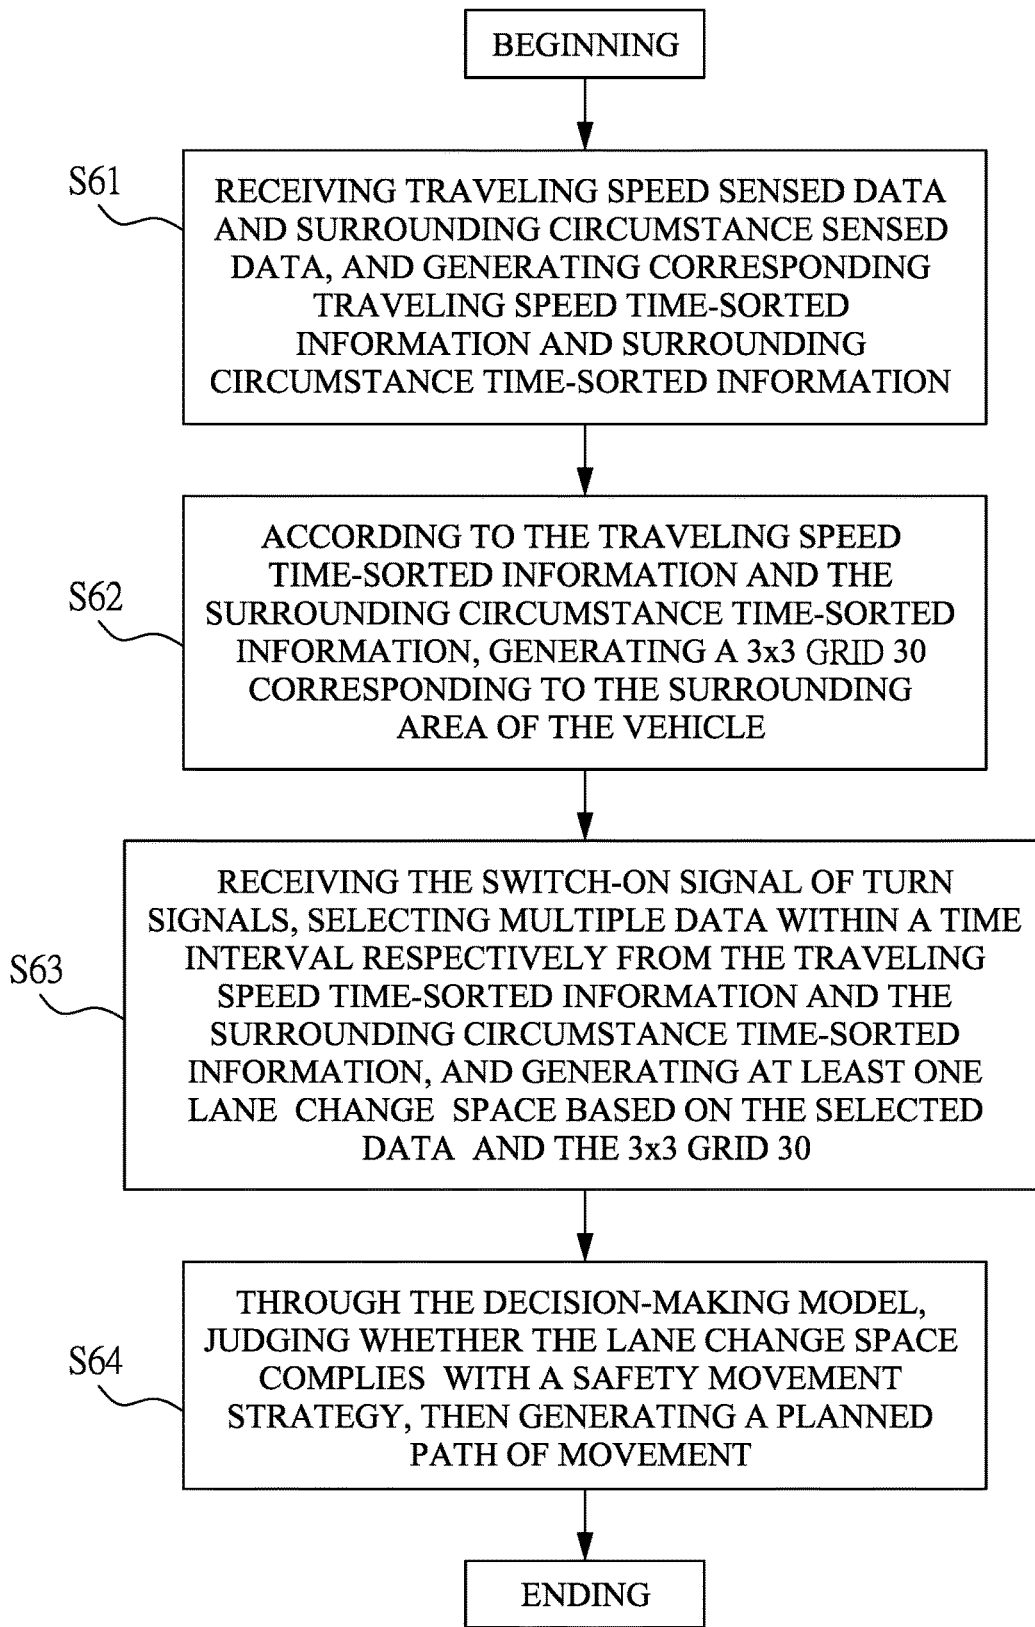 BEGINNING
S61
RECEIVING TRAVELING SPEED SENSED DATA
AND SURROUNDING CIRCUMSTANCE SENSED
DATA, AND GENERATING CORRESPONDING
TRAVELING SPEED TIME-SORTED
INFORMATION AND SURROUNDING
CIRCUMSTANCE TIME-SORTED INFORMATION
S62
ACCORDING TO THE TRAVELING SPEED
TIME-SORTED INFORMATION AND THE
SURROUNDING CIRCUMSTANCE TIME-SORTED
INFORMATION, GENERATING A 3x3 GRID 30
CORRESPONDING TO THE SURROUNDING
AREA OF THE VEHICLE
S63
RECEIVING THE SWITCH-ON SIGNAL OF TURN
SIGNALS, SELECTING MULTIPLE DATA WITHIN A TIME
INTERVAL RESPECTIVELY FROM THE TRAVELING
SPEED TIME-SORTED INFORMATION AND THE
SURROUNDING CIRCUMSTANCE TIME-SORTED
INFORMATION, AND GENERATING AT LEAST ONE
LANE CHANGE SPACE BASED ON THE SELECTED
DATA AND THE 3x3 GRID 30
S64
THROUGH THE DECISION-MAKING MODEL,
JUDGING WHETHER THE LANE CHANGE SPACE
COMPLIES WITH A SAFETY MOVEMENT
STRATEGY, THEN GENERATING A PLANNED
PATH OF MOVEMENT
ENDING